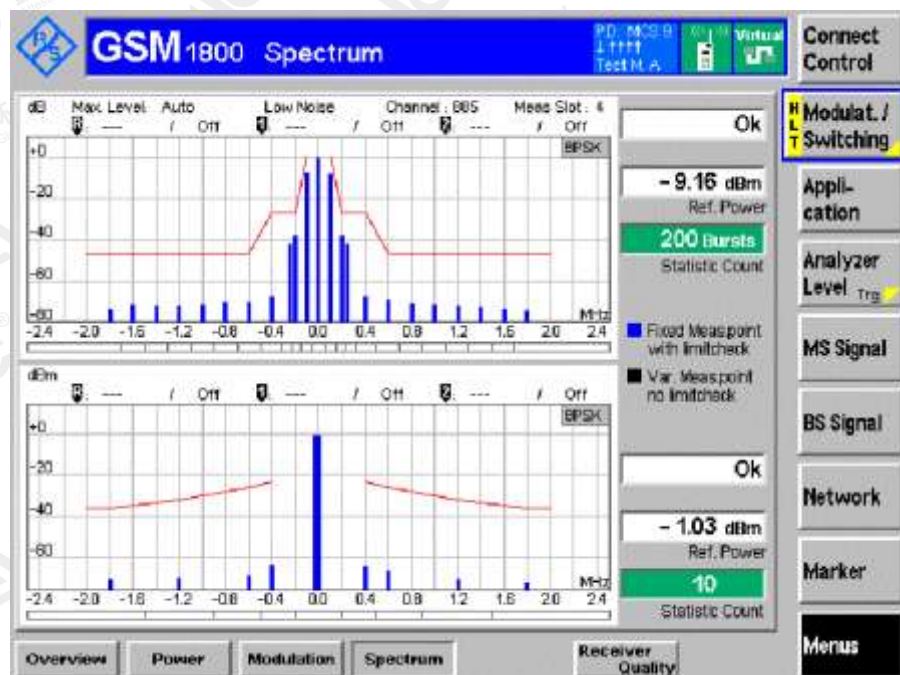 R&S
GSM 1800 Spectrum
P.D. MCS 9
Test M. A
Virtual
Connect Control
dB Max. Level: Auto Low Noise Channel: 885 Meas Slot: 4
--- / Off --- / Off --- / Off
BPSK
+0
-20
-40
-60
-80
MHz
-2.4 -2.0 -1.6 -1.2 -0.8 -0.4 0.0 0.4 0.8 1.2 1.6 2.0 2.4
Ok
-9.16 dBm
Ref. Power
200 Bursts
Statistic Count
Fixed Meas.point
with limitcheck
Var. Meas.point
no limitcheck
dBm
--- / Off --- / Off --- / Off
BPSK
+0
-20
-40
-60
MHz
-2.4 -2.0 -1.6 -1.2 -0.8 -0.4 0.0 0.4 0.8 1.2 1.6 2.0 2.4
Ok
-1.03 dBm
Ref. Power
10
Statistic Count
HLT
Modulat. /
Switching
Appli-
cation
Analyzer
Level Trg
MS Signal
BS Signal
Network
Marker
Menus
Overview Power Modulation Spectrum Receiver
Quality